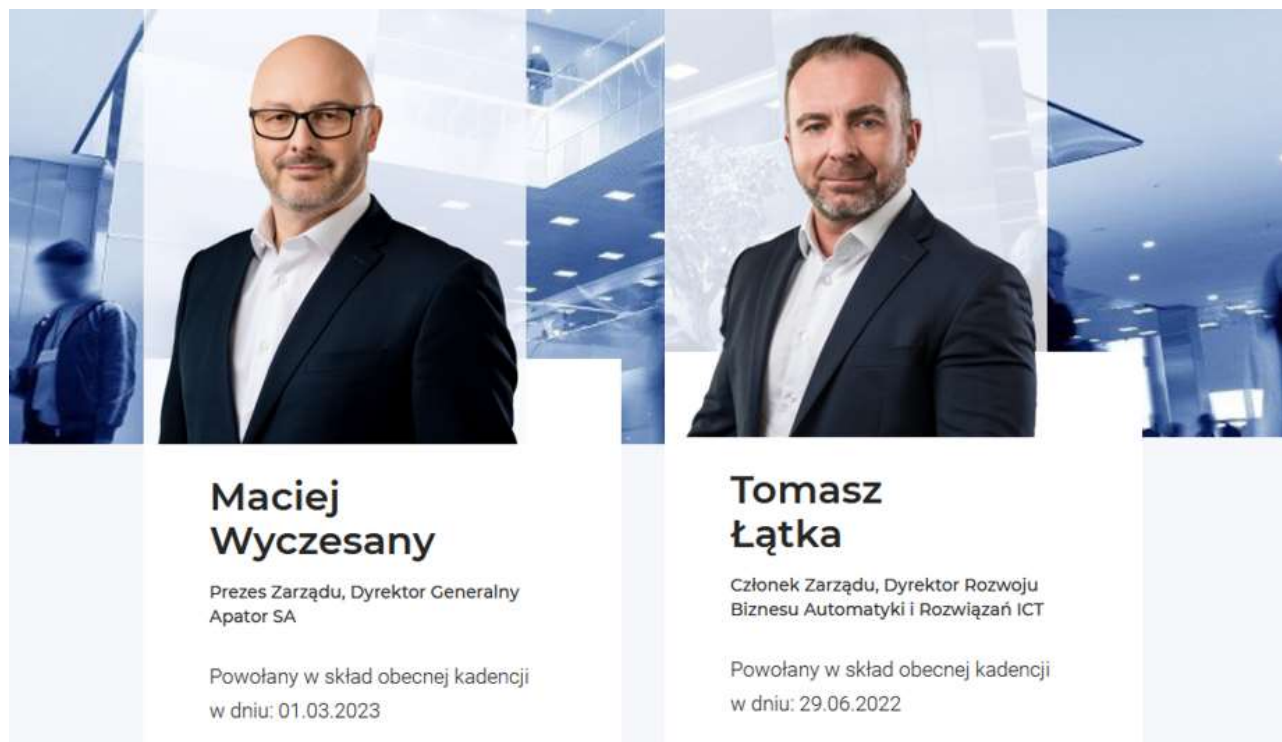 Maciej
Wyczesany
Prezes Zarządu, Dyrektor Generalny
Apator SA
Powołany w skład obecnej kadencji
w dniu: 01.03.2023
Tomasz
Łątka
Członek Zarządu, Dyrektor Rozwoju
Biznesu Automatyki i Rozwiązań ICT
Powołany w skład obecnej kadencji
w dniu: 29.06.2022